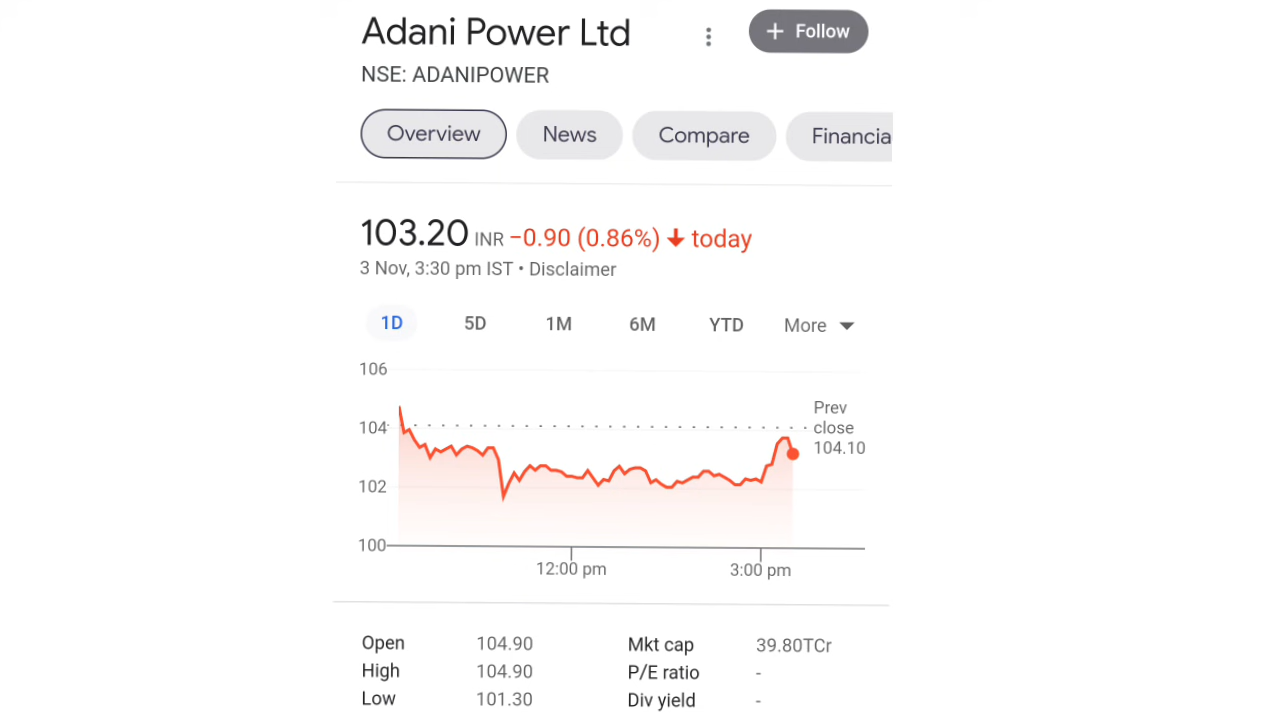 Adani Power Ltd
+ Follow
NSE: ADANIPOWER
Overview News Compare Financia
103.20 INR −0.90 (0.86%) today
3 Nov, 3:30 pm IST • Disclaimer
1D 5D 1M 6M YTD More
106
104
102
100
Prev
close
104.10
12:00 pm 3:00 pm
Open 104.90 Mkt cap 39.80TCr
High 104.90 P/E ratio -
Low 101.30 Div yield -